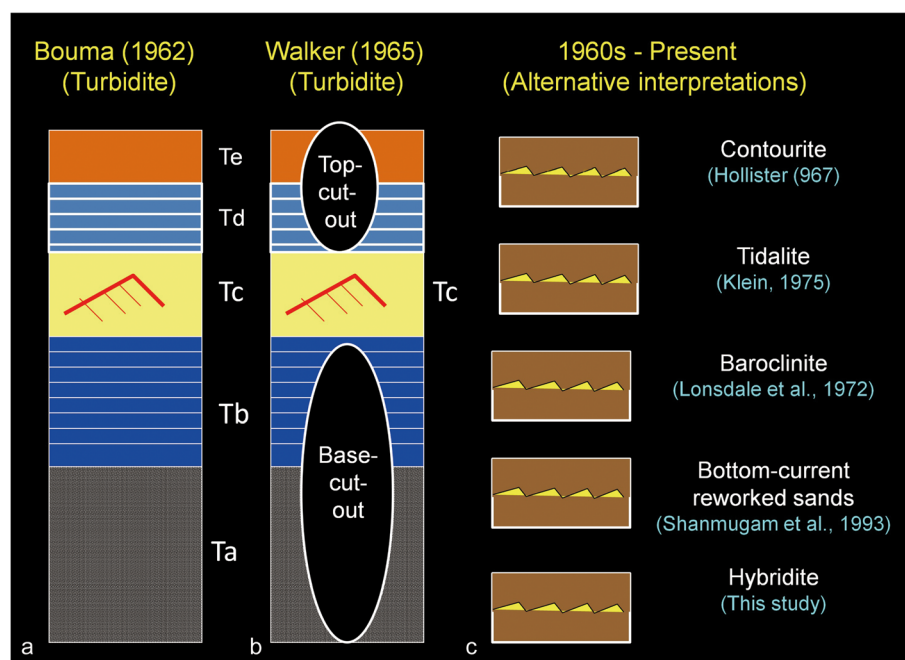 Bouma (1962)
(Turbidite)
Te
Td
Tc
Tb
Ta
a
Walker (1965)
(Turbidite)
Top-
cut-
out
Tc
Base-
cut-
out
b
1960s - Present
(Alternative interpretations)
Contourite
(Hollister (967)
Tidalite
(Klein, 1975)
Baroclinite
(Lonsdale et al., 1972)
Bottom-current
reworked sands
(Shanmugam et al., 1993)
Hybridite
(This study)
c